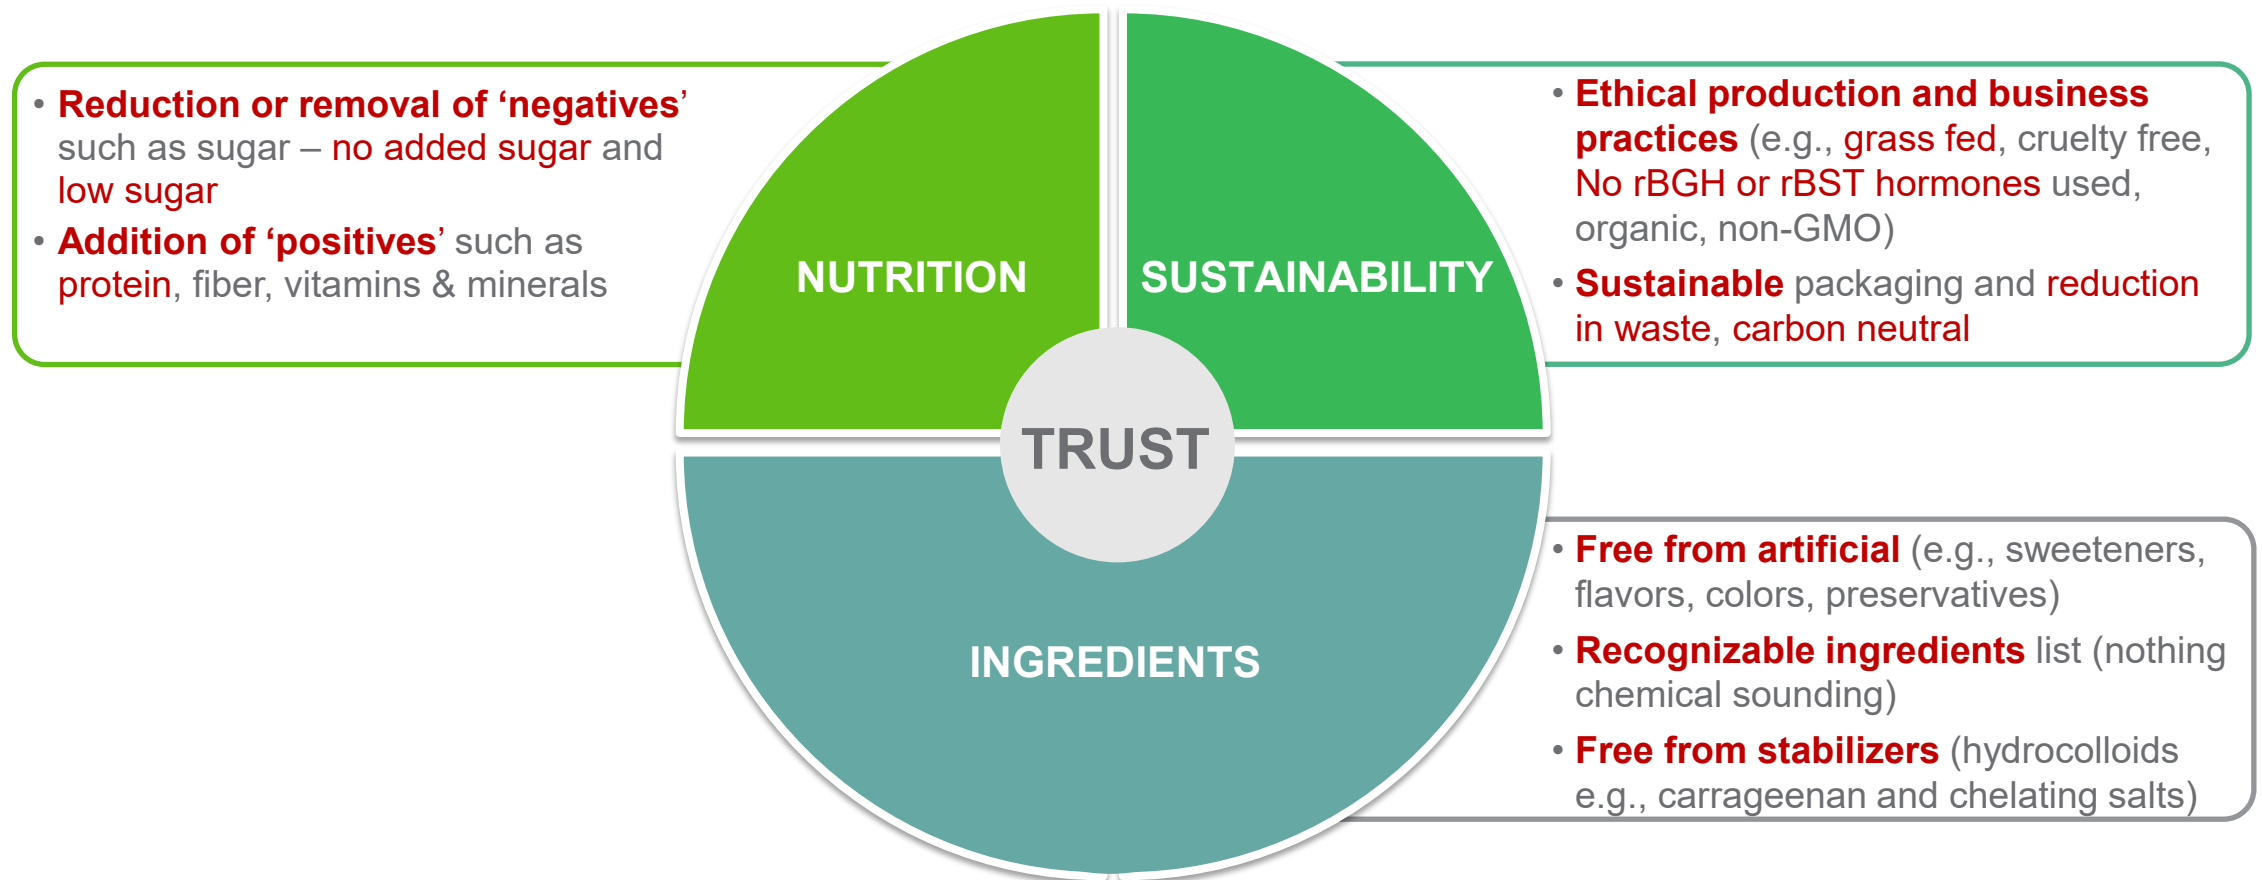 • Reduction or removal of ‘negatives’
such as sugar – no added sugar and
low sugar
• Addition of ‘positives’ such as
protein, fiber, vitamins & minerals
NUTRITION
SUSTAINABILITY
• Ethical production and business
practices (e.g., grass fed, cruelty free,
No rBGH or rBST hormones used,
organic, non-GMO)
• Sustainable packaging and reduction
in waste, carbon neutral
TRUST
INGREDIENTS
• Free from artificial (e.g., sweeteners,
flavors, colors, preservatives)
• Recognizable ingredients list (nothing
chemical sounding)
• Free from stabilizers (hydrocolloids
e.g., carrageenan and chelating salts)